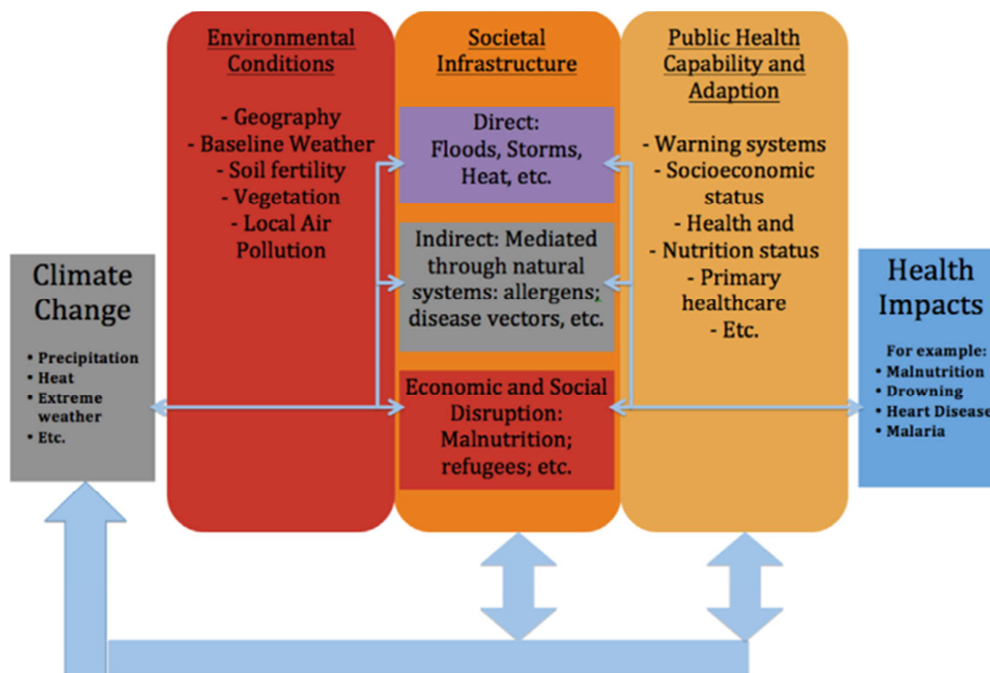 Environmental
Conditions
- Geography
- Baseline Weather
- Soil fertility
- Vegetation
- Local Air
Pollution
Societal
Infrastructure
Direct:
Floods, Storms,
Heat, etc.
Indirect: Mediated
through natural
systems: allergens;
disease vectors, etc.
Economic and Social
Disruption:
Malnutrition;
refugees; etc.
Public Health
Capability and
Adaption
- Warning systems
- Socioeconomic
status
- Health and
- Nutrition status
- Primary
healthcare
- Etc.
Climate
Change
• Precipitation
• Heat
• Extreme
weather
• Etc.
Health
Impacts
For example:
• Malnutrition
• Drowning
• Heart Disease
• Malaria